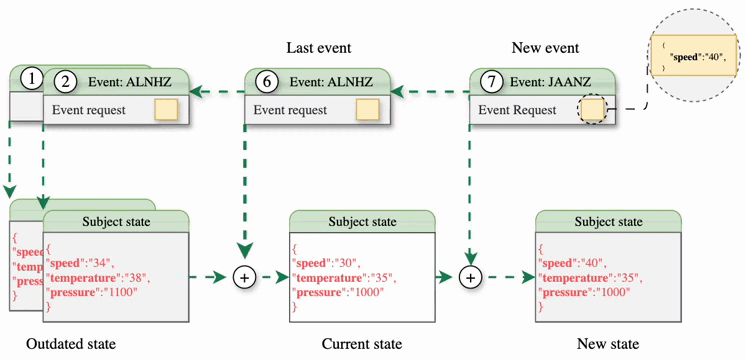 Last event
New event
{
"speed":"40",
}
1
2
Event: ALNHZ
6
Event: ALNHZ
7
Event: JAANZ
Event request
Event request
Event Request
Subject state
Subject state
Subject state
{
"speed
"temp
"press
}
{
"speed":"34",
"temperature":"38",
"pressure":"1100"
}
+
{
"speed":"30",
"temperature":"35",
"pressure":"1000"
}
+
{
"speed":"40",
"temperature":"35",
"pressure":"1000"
}
Outdated state
Current state
New state